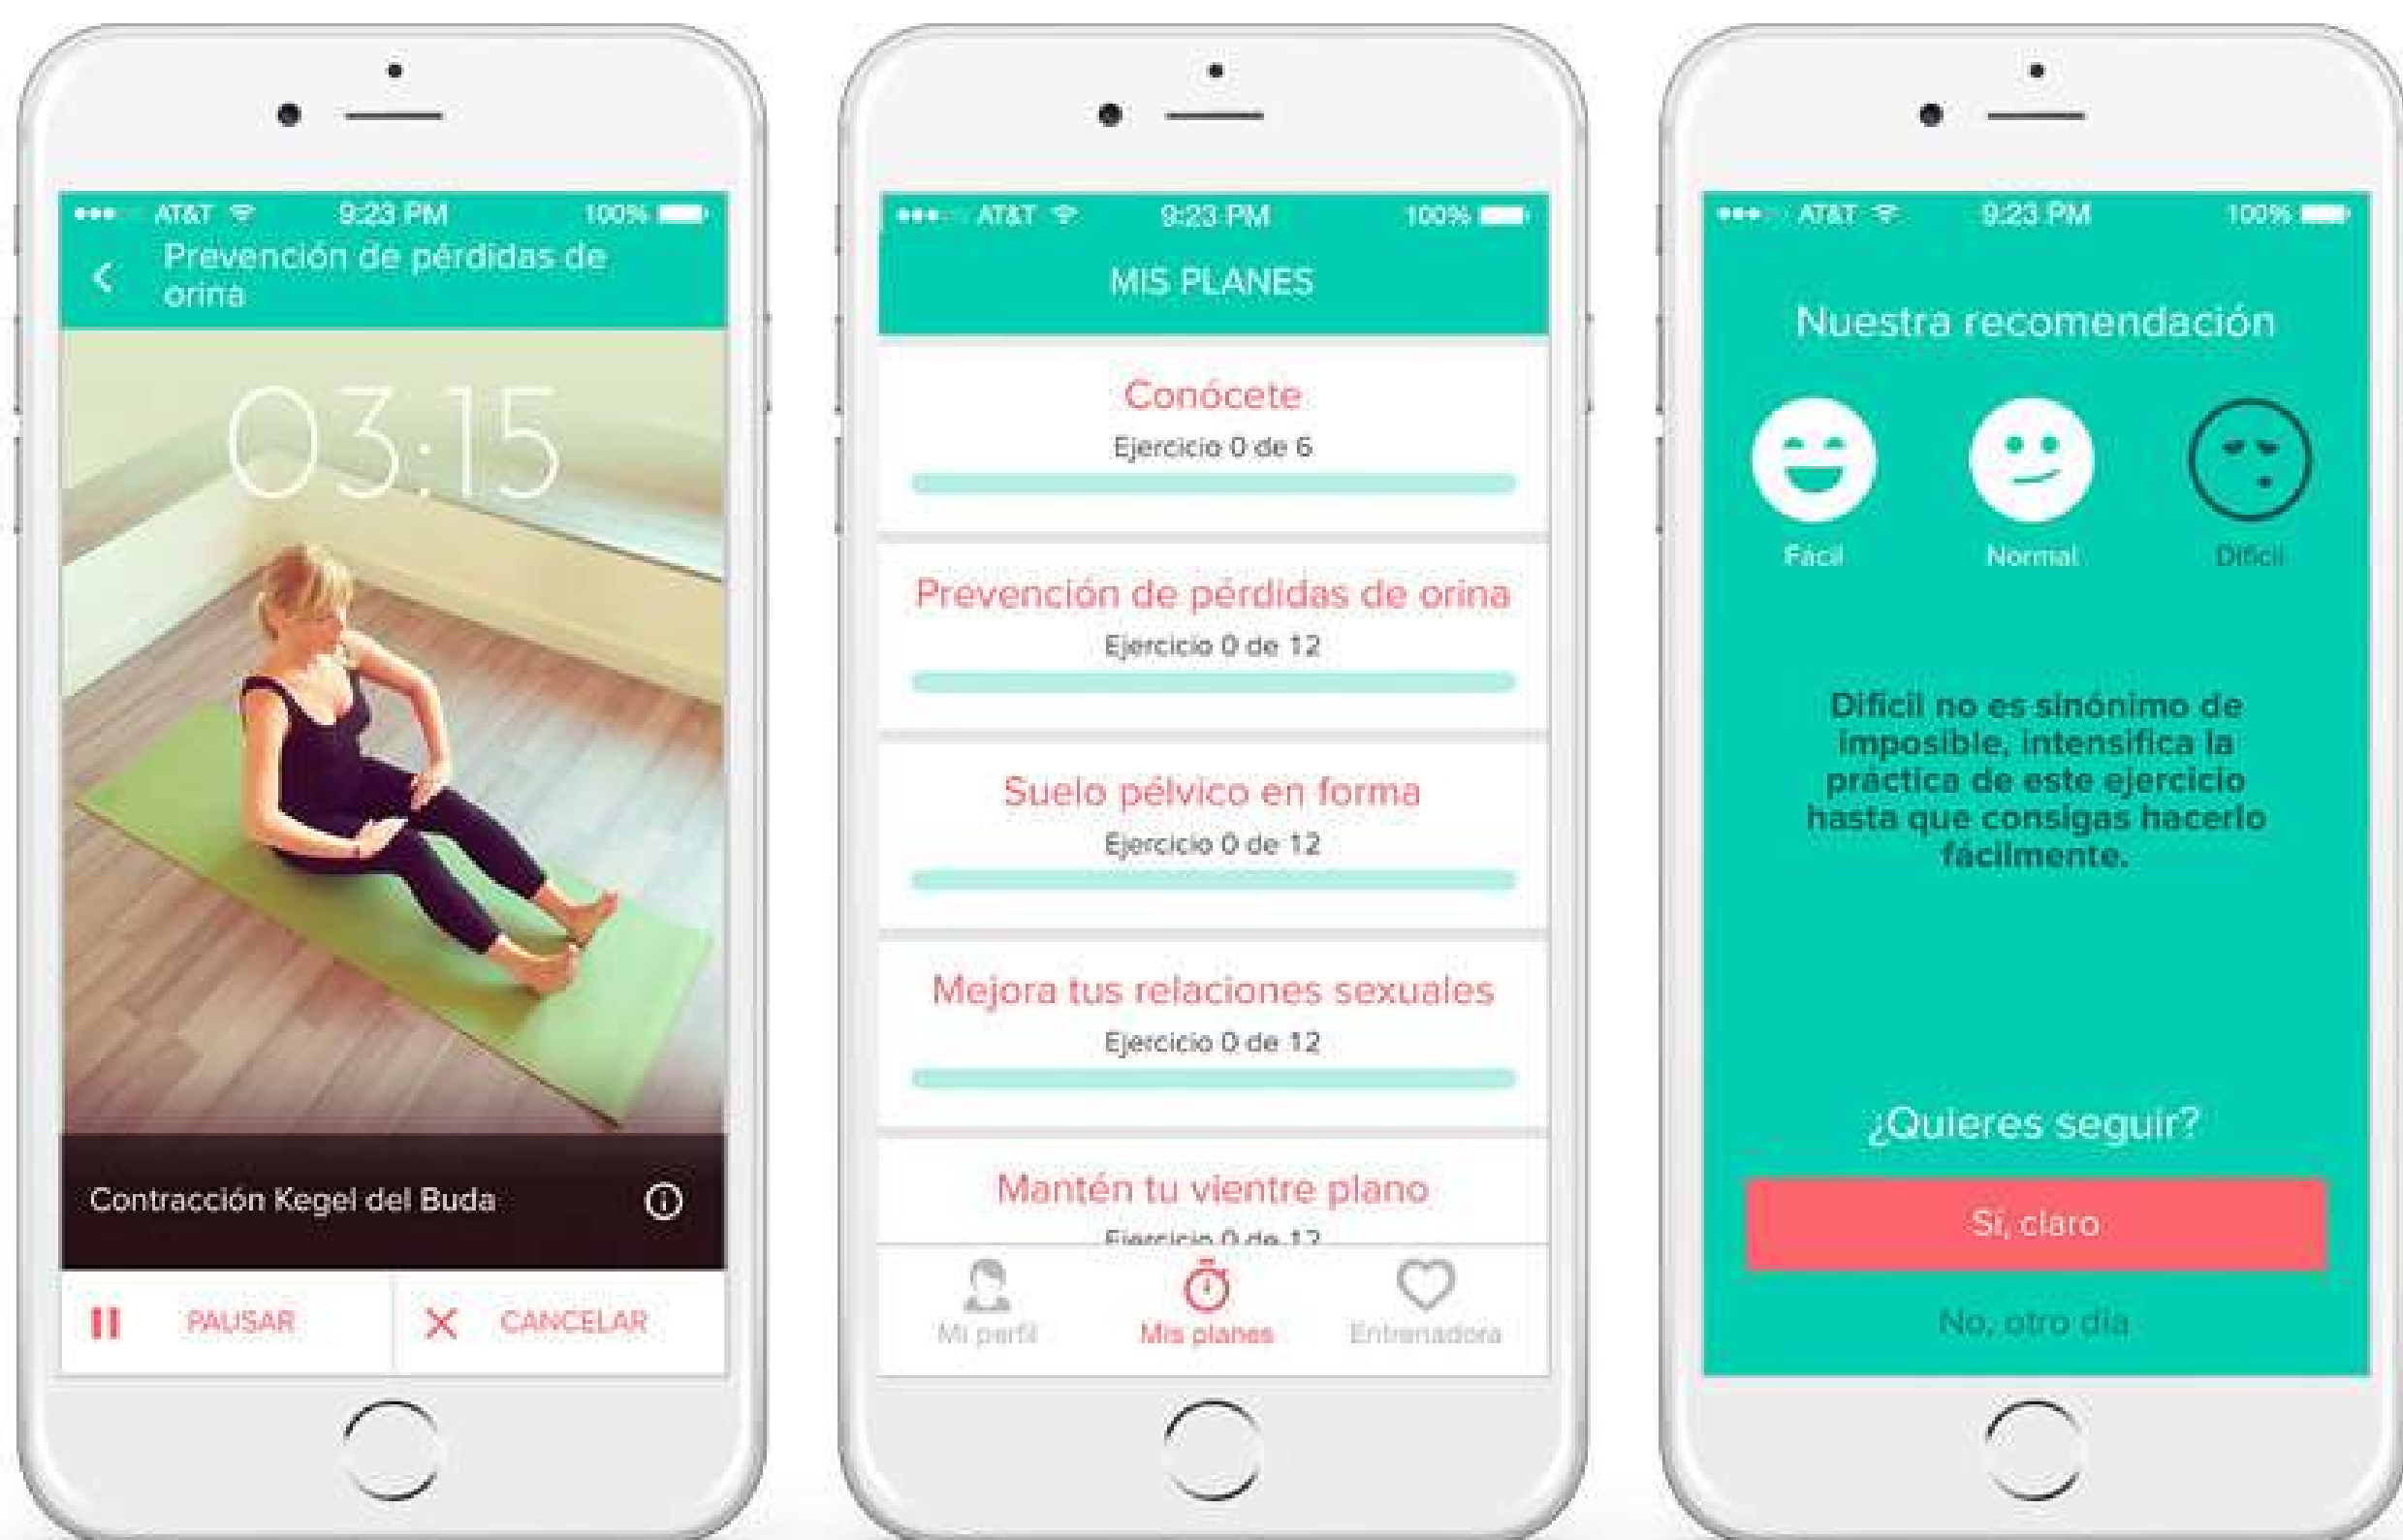 AT&T 9:23 PM 100%
Prevención de pérdidas de
orina
03:15
Contracción Kegel del Buda
PAUSAR CANCELAR
AT&T 9:23 PM 100%
MIS PLANES
Conócete
Ejercicio 0 de 6
Prevención de pérdidas de orina
Ejercicio 0 de 12
Suelo pélvico en forma
Ejercicio 0 de 12
Mejora tus relaciones sexuales
Ejercicio 0 de 12
Mantén tu vientre plano
Ejercicio 0 de 12
Mi perfil Mis planes Entrenadora
AT&T 9:23 PM 100%
Nuestra recomendación
Fácil Normal Difícil
Difícil no es sinónimo de
imposible, intensifica la
práctica de este ejercicio
hasta que consigas hacerlo
fácilmente.
¿Quieres seguir?
Sí, claro
No, otro día